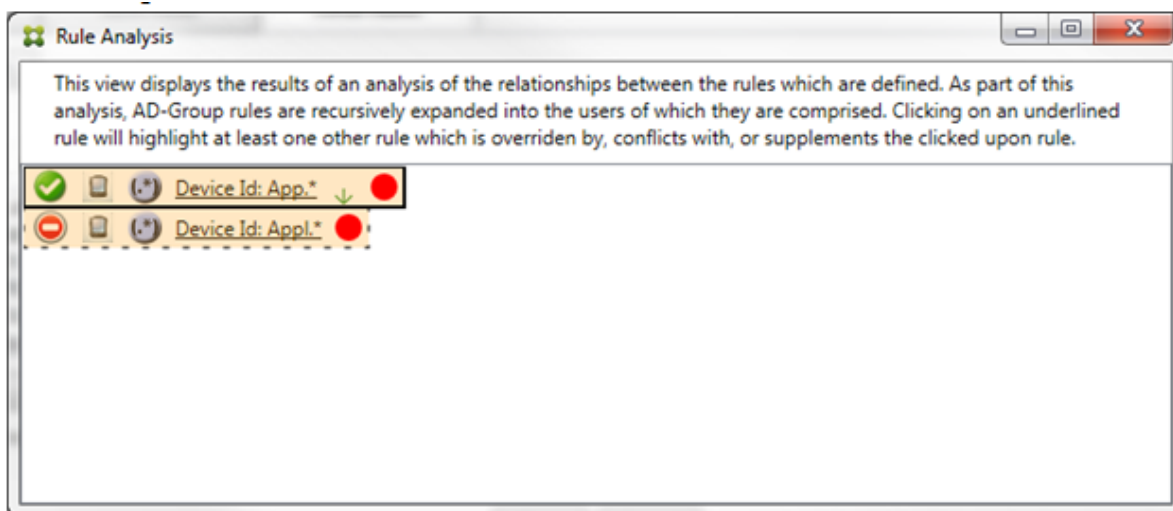 Rule Analysis
This view displays the results of an analysis of the relationships between the rules which are defined. As part of this
analysis, AD-Group rules are recursively expanded into the users of which they are comprised. Clicking on an underlined
rule will highlight at least one other rule which is overriden by, conflicts with, or supplements the clicked upon rule.
(.*) Device Id: App.*
(.*) Device Id: Appl.*